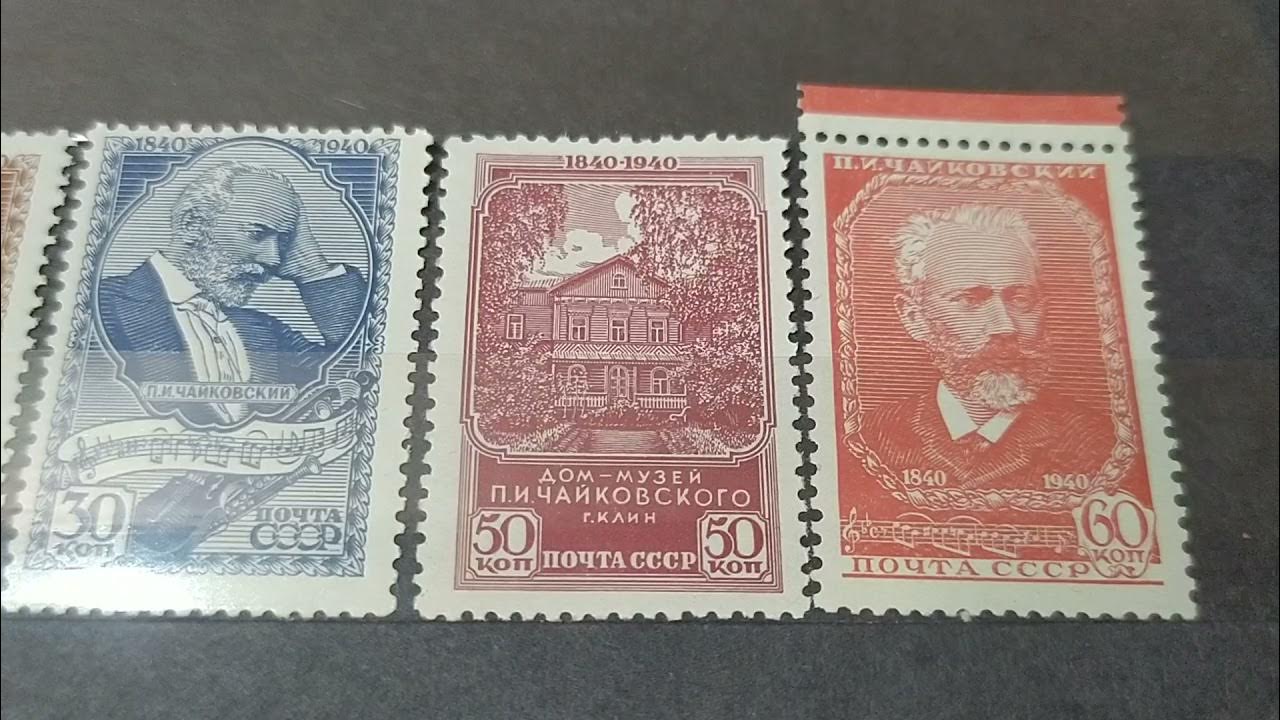 1840 1940
П.И.ЧАЙКОВСКИЙ
30
КОП
ПОЧТА
СССР
1840·1940
ДОМ–МУЗЕЙ
П.И.ЧАЙКОВСКОГО
г.КЛИН
50
КОП
ПОЧТА СССР
50
КОП
П.И.ЧАЙКОВСКИЙ
1840 1940
60
КОП
ПОЧТА СССР